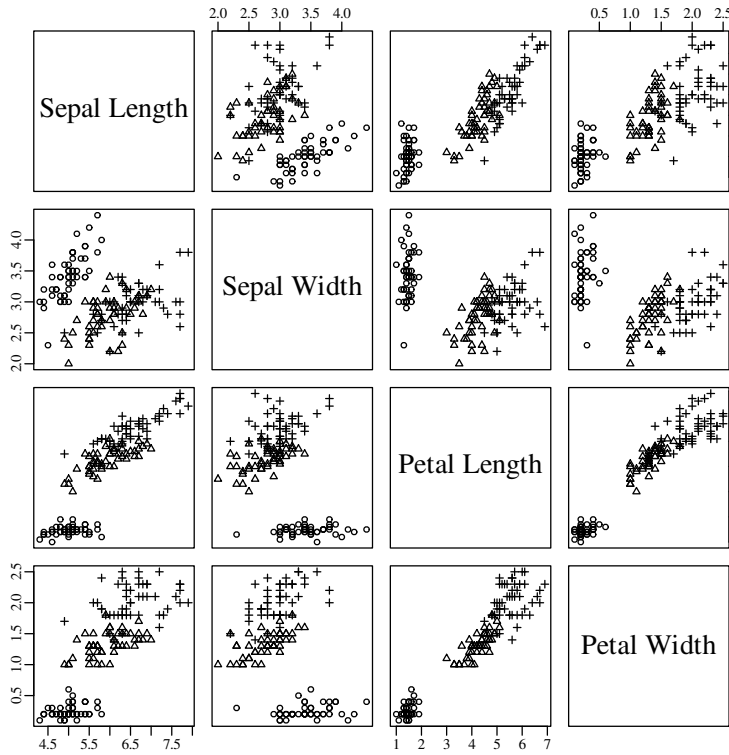 2.0 2.5 3.0 3.5 4.0
0.5 1.0 1.5 2.0 2.5
Sepal Length
2.0 2.5 3.0 3.5 4.0
Sepal Width
Petal Length
0.5 1.0 1.5 2.0 2.5
Petal Width
4.5 5.5 6.5 7.5
1 2 3 4 5 6 7